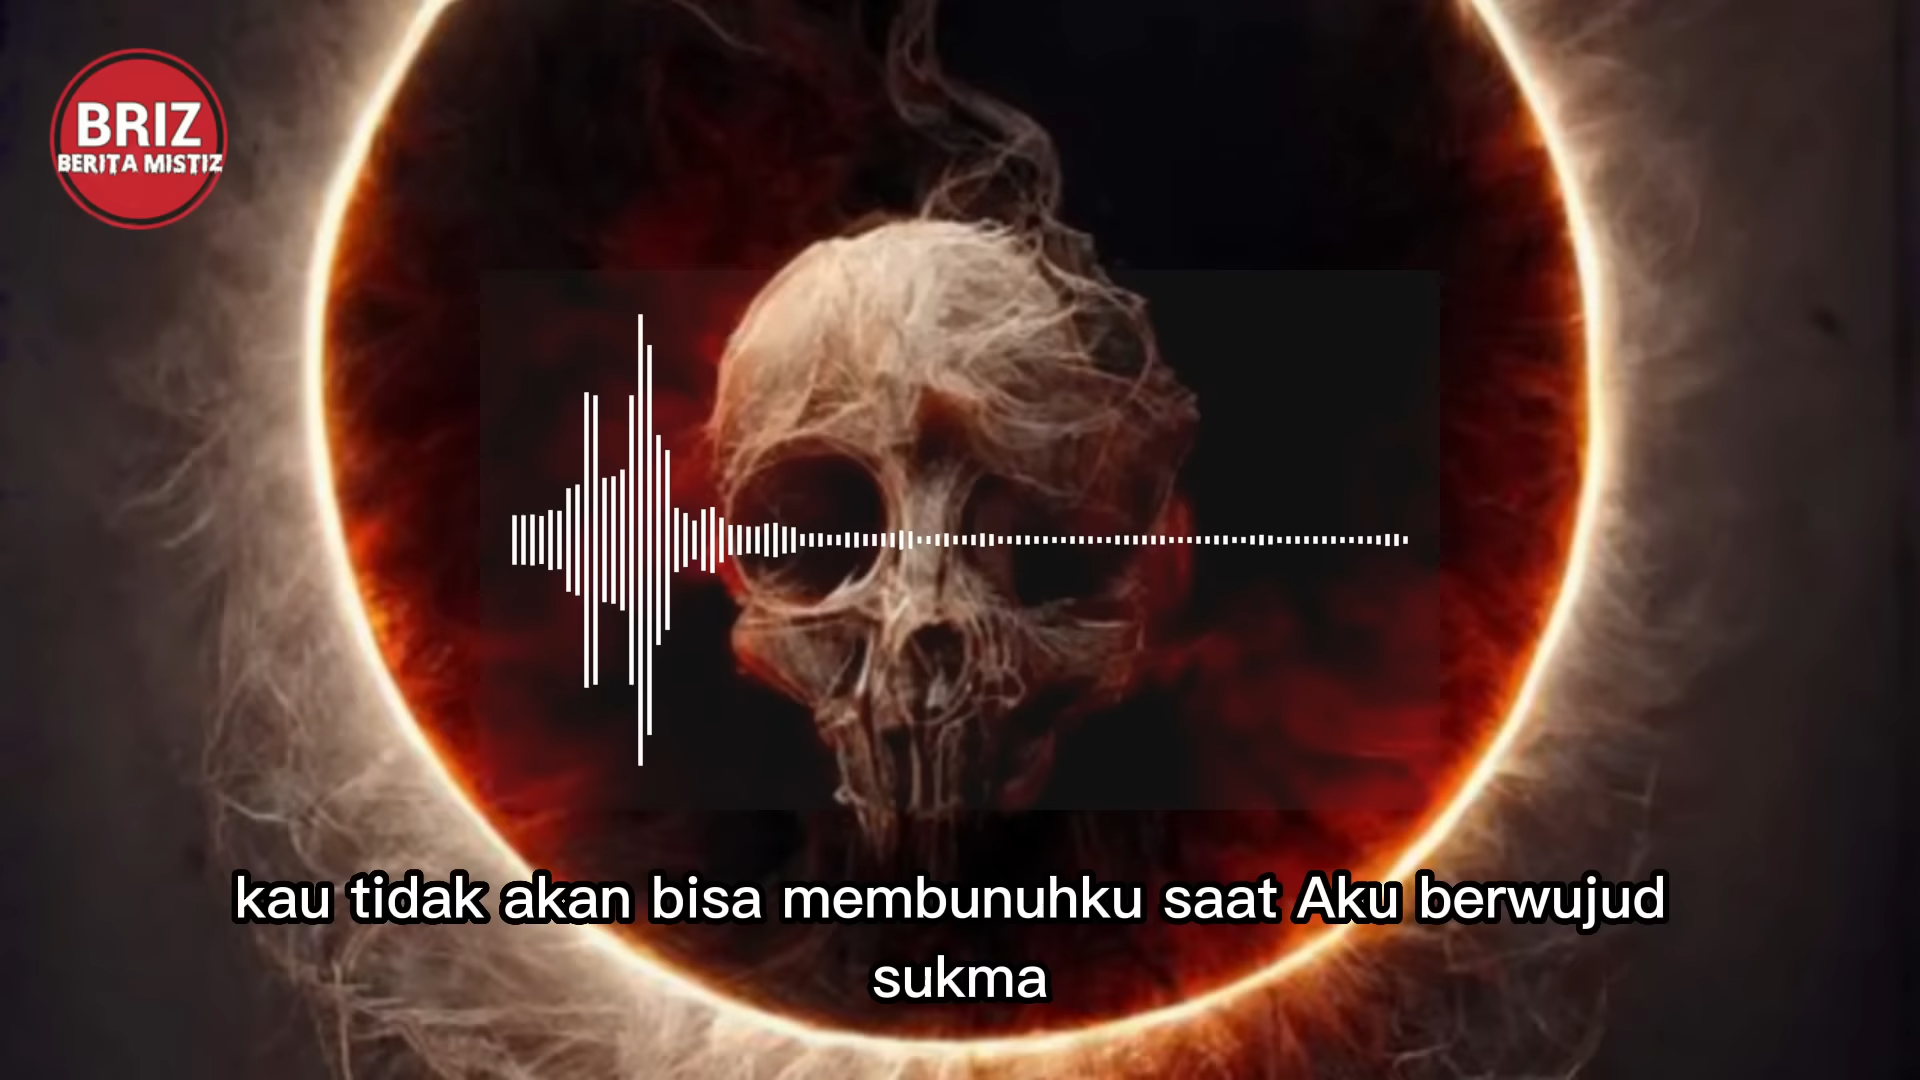 BRIZ
BERITA MISTIZ
kau tidak akan bisa membunuhku saat Aku berwujud
sukma